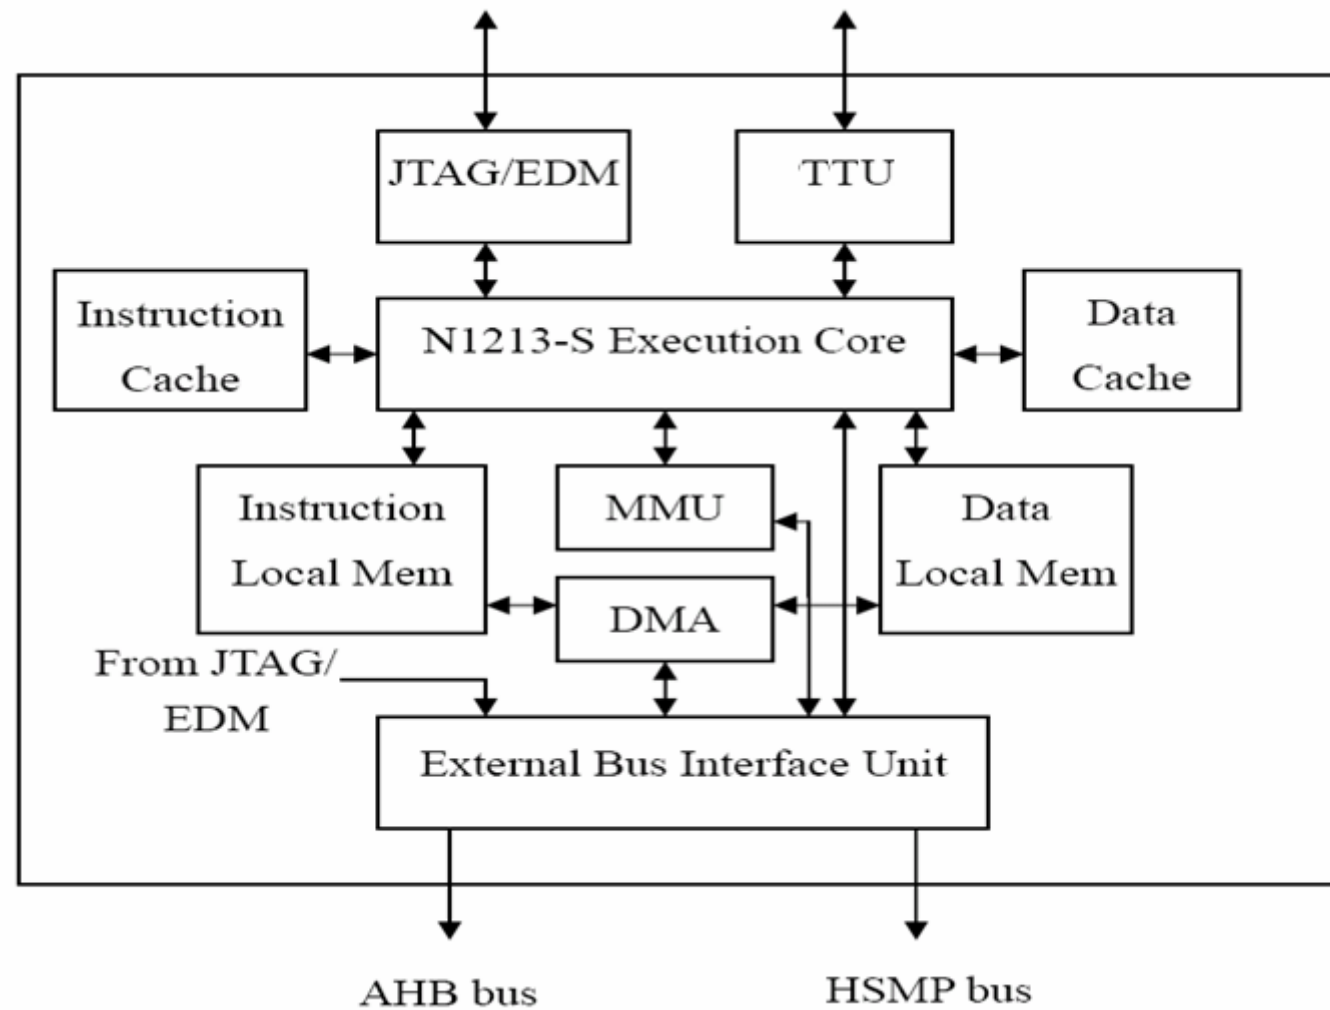 JTAG/EDM
TTU
Instruction
Cache
N1213-S Execution Core
Data
Cache
Instruction
Local Mem
MMU
Data
Local Mem
DMA
From JTAG/
EDM
External Bus Interface Unit
AHB bus
HSMP bus